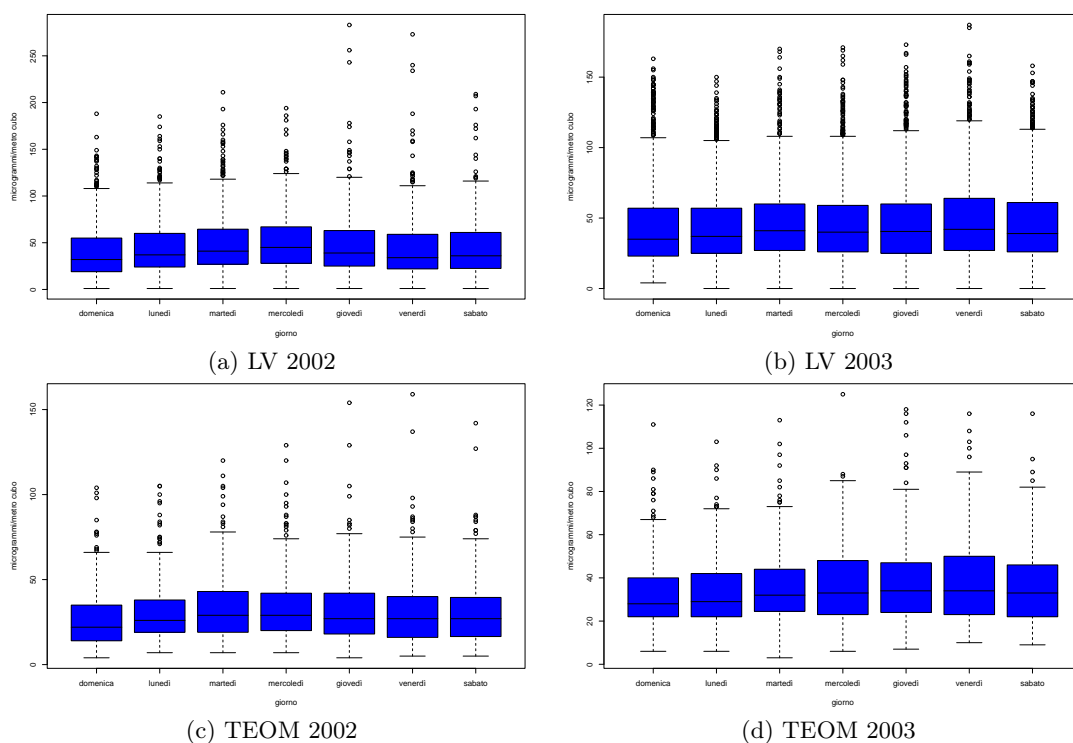 microgrammi/metro cubo
250
200
150
100
50
0
domenica lunedì martedì mercoledì giovedì venerdì sabato
giorno
(a) LV 2002
microgrammi/metro cubo
150
100
50
0
domenica lunedì martedì mercoledì giovedì venerdì sabato
giorno
(b) LV 2003
microgrammi/metro cubo
150
100
50
0
domenica lunedì martedì mercoledì giovedì venerdì sabato
giorno
(c) TEOM 2002
microgrammi/metro cubo
120
100
80
60
40
20
0
domenica lunedì martedì mercoledì giovedì venerdì sabato
giorno
(d) TEOM 2003